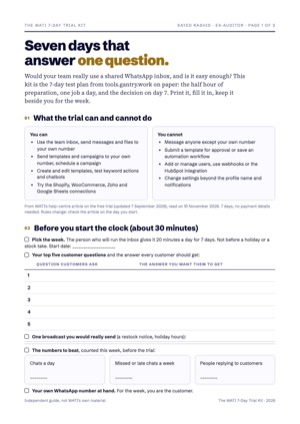 THE WATI 7-DAY TRIAL KIT
SAYED RAGHEB · EX-AUDITOR · PAGE 1 OF 3
Seven days that
answer one question.
Would your team really use a shared WhatsApp inbox, and is it easy enough? This
kit is the 7-day test plan from tools.gantry.work on paper: the half hour of
preparation, one job a day, and the decision on day 7. Print it, fill it in, keep it
beside you for the week.
01 What the trial can and cannot do
You can
Use the team inbox, send messages and files to
your own number
Send templates and campaigns to your own
number, schedule a campaign
Create and edit templates, test keyword actions
and chatbots
Try the Shopify, WooCommerce, Zoho and
Google Sheets connections
You cannot
Message anyone except your own number
Submit a template for approval or save an
automation workflow
Add or manage users, use webhooks or the
HubSpot integration
Change settings beyond the profile name and
notifications
From WATI's help-centre article on the free trial (updated 7 September
needed. Rules change: check the article on the day you start.
02 Before you start the clock (about 30 minutes)
Pick the week. The person who will run the inbox gives it 20 minutes a day for 7 days. Not before a holiday or a
stock take. Start date:
Your top five customer questions and the answer every customer should get:
QUESTION CUSTOMERS ASK
THE ANSWER YOU WANT THEM TO GET
1
2
3
4
5
One broadcast you would really send (a restock notice, holiday hours):
The numbers to beat, counted this week, before the trial:
Chats a day
Missed or late chats a week
People replying to customers
Your own WhatsApp number at hand. For the week, you are the customer.
Independent guide, not WATI's own material
The WATI 7-Day Trial Kit · 2026